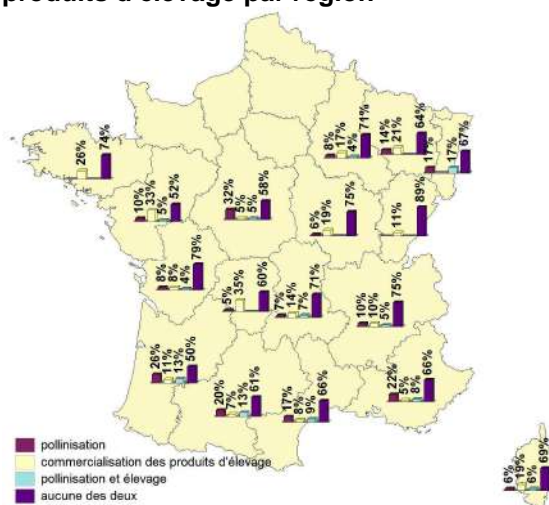 produits d'élevage par région
26% 74%
8% 17% 4% 71%
14% 21% 64%
17% 17% 67%
10% 33% 5% 52%
32% 5% 5% 58%
6% 19% 75%
11% 89%
8% 8% 4% 79%
5% 35% 60%
7% 14% 7% 71%
10% 10% 5% 75%
26% 11% 13% 50%
20% 7% 13% 61%
17% 8% 9% 66%
22% 5% 8% 66%
6% 19% 6% 69%
pollinisation
commercialisation des produits d'élevage
pollinisation et élevage
aucune des deux